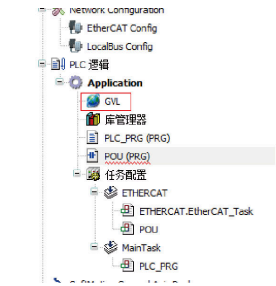 Network Configuration
EtherCAT Config
LocalBus Config
PLC 逻辑
Application
GVL
库管理器
PLC_PRG (PRG)
POU (PRG)
任务配置
ETHERCAT
ETHERCAT.EtherCAT_Task
POU
MainTask
PLC_PRG